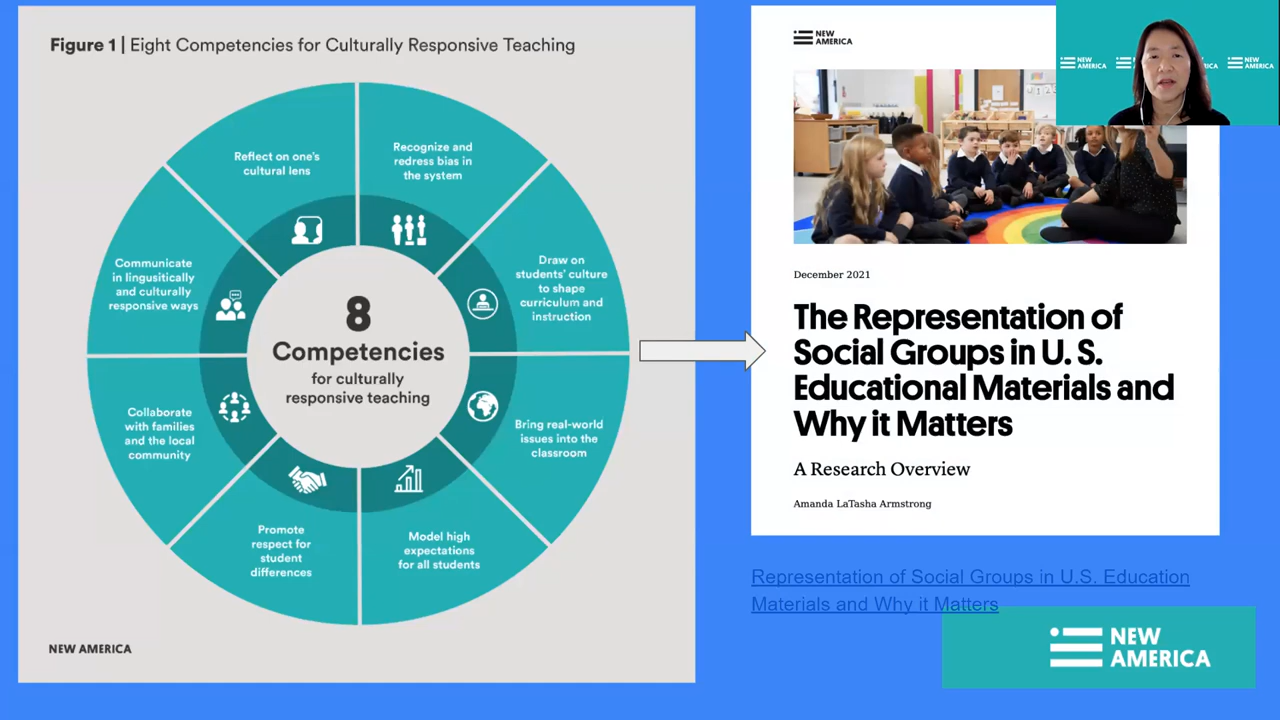 Figure 1 | Eight Competencies for Culturally Responsive Teaching
Reflect on one's
cultural lens
Recognize and
redress bias in
the system
Draw on
students' culture
to shape
curriculum and
instruction
Bring real-world
issues into the
classroom
Model high
expectations
for all students
Promote
respect for
student
differences
Collaborate
with families
and the local
community
Communicate
in lingusitically
and culturally
responsive ways
8
Competencies
for culturally
responsive teaching
NEW AMERICA
NEW
AMERICA
December 2021
The Representation of
Social Groups in U. S.
Educational Materials and
Why it Matters
A Research Overview
Amanda LaTasha Armstrong
NEW
AMERICA
NEW
AMERICA
Representation of Social Groups in U.S. Education
Materials and Why it Matters
NEW
AMERICA